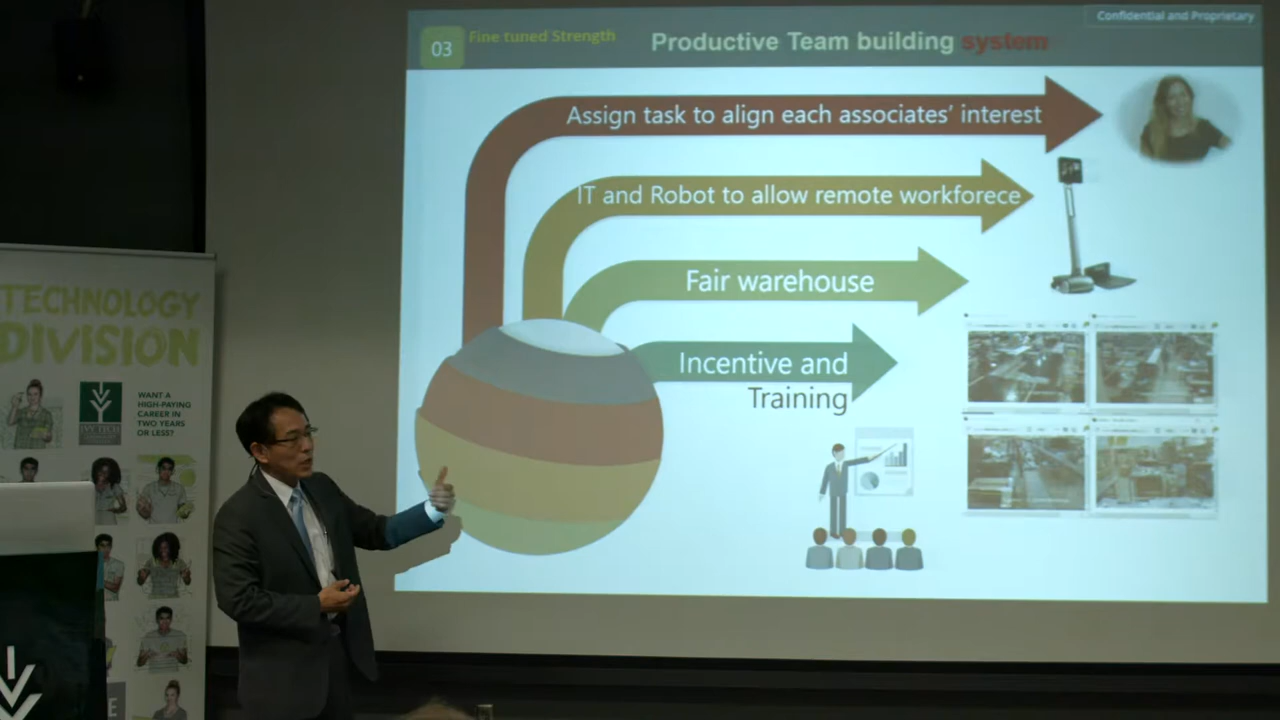 Confidential and Proprietary
03
Fine tuned Strength
Productive Team building system
Assign task to align each associates' interest
IT and Robot to allow remote workforece
Fair warehouse
Incentive and
Training
TECHNOLOGY
DIVISION
WANT A
HIGH-PAYING
CAREER IN
TWO YEARS
OR LESS?
IVY TECH